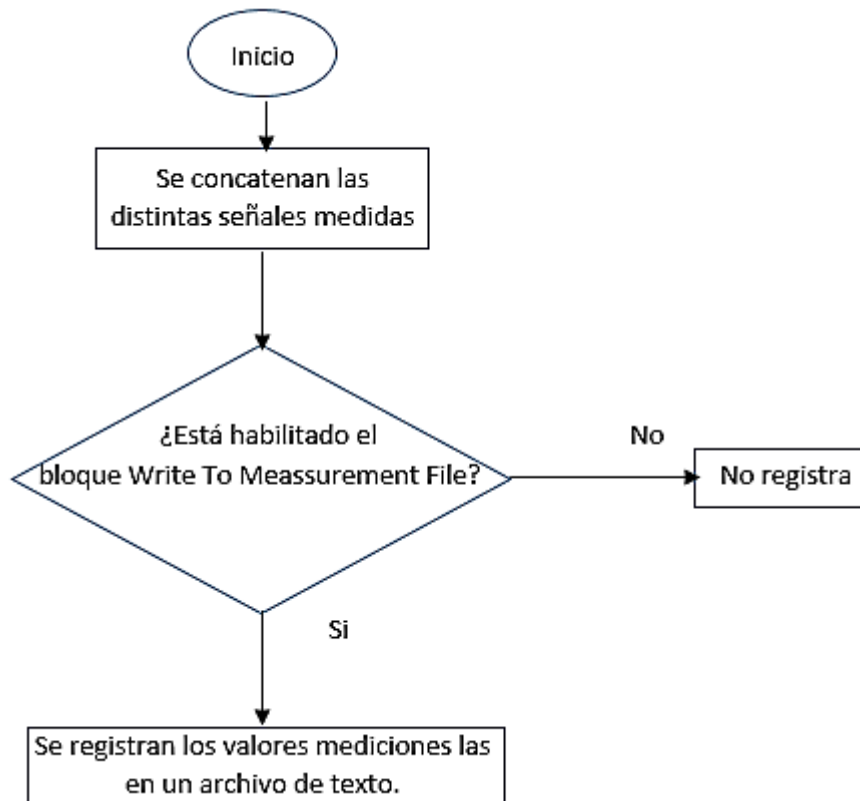 Inicio
Se concatenan las
distintas señales medidas
¿Está habilitado el
bloque Write To Meassurement File?
No
No registra
Si
Se registran los valores mediciones las
en un archivo de texto.